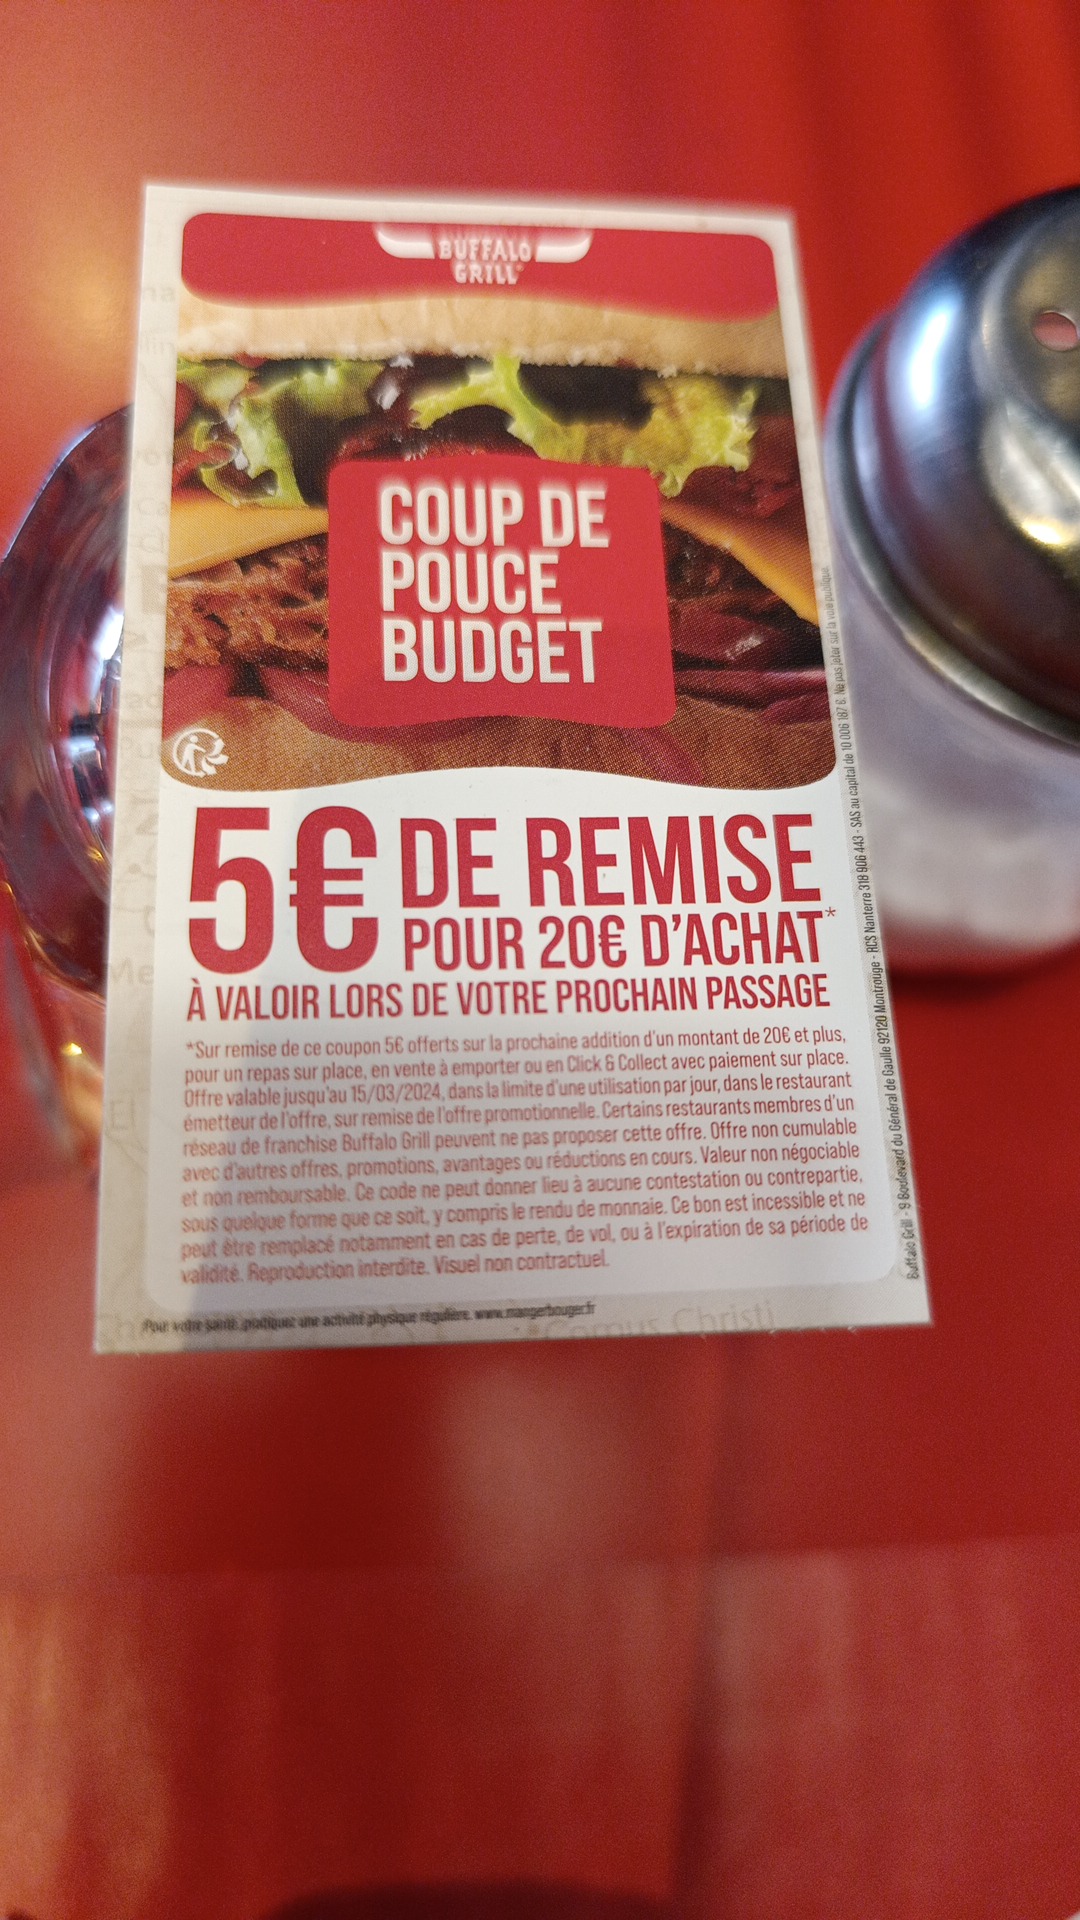 BUFFALO
GRILL
COUP DE
POUCE
BUDGET
5€ DE REMISE
POUR 20€ D'ACHAT*
À VALOIR LORS DE VOTRE PROCHAIN PASSAGE
*Sur remise de ce coupon 5€ offerts sur la prochaine addition d'un montant de 20€ et plus,
pour un repas sur place, en vente à emporter ou en Click & Collect avec paiement sur place.
Offre valable jusqu'au 15/03/2024, dans la limite d'une utilisation par jour, dans le restaurant
émetteur de l'offre, sur remise de l'offre promotionnelle. Certains restaurants membres d'un
réseau de franchise Buffalo Grill peuvent ne pas proposer cette offre. Offre non cumulable
avec d'autres offres, promotions, avantages ou réductions en cours. Valeur non négociable
et non remboursable. Ce code ne peut donner lieu à aucune contestation ou contrepartie,
sous quelque forme que ce soit, y compris le rendu de monnaie. Ce bon est incessible et ne
peut être remplacé notamment en cas de perte, de vol, ou à l'expiration de sa période de
validité. Reproduction interdite. Visuel non contractuel.
Pour votre santé, pratiquez une activité physique régulière. www.mangerbouger.fr
Corpus Christi
Buffalo Grill - 9 Boulevard du Général de Gaulle 92120 Montrouge - RCS Nanterre 318 906 443 - SAS au capital de 10 006 187 €. Ne pas jeter sur la voie publique.